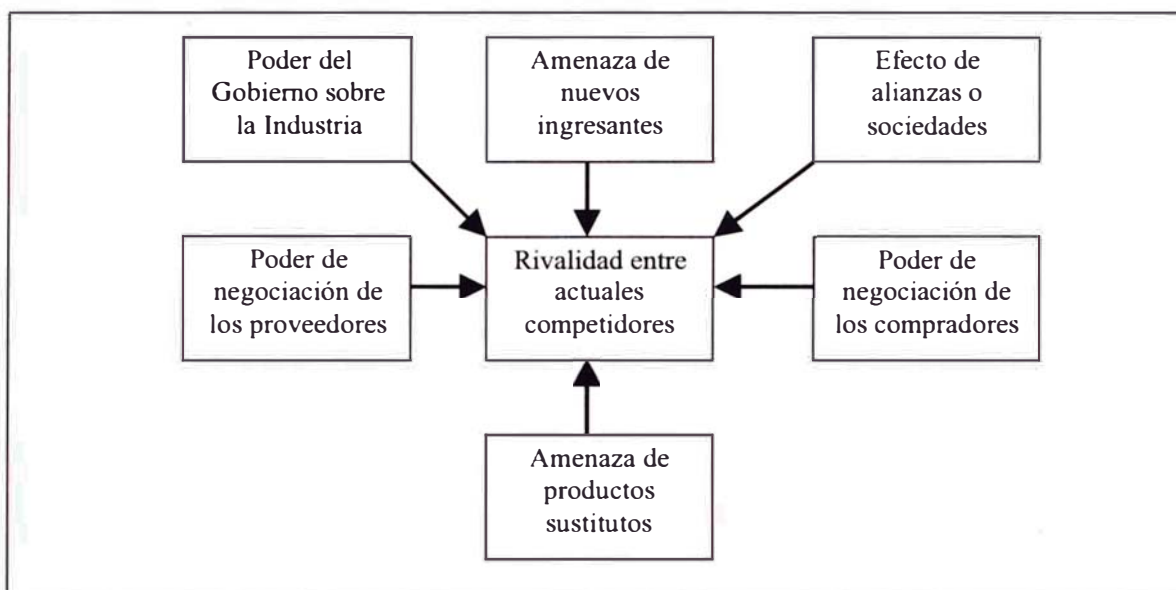 Poder del
Gobierno sobre
la Industria
Amenaza de
nuevos
ingresantes
Efecto de
alianzas o
sociedades
Poder de
negociación de
los proveedores
Rivalidad entre
actuales
competidores
Poder de
negociación de
los compradores
Amenaza de
productos
sustitutos